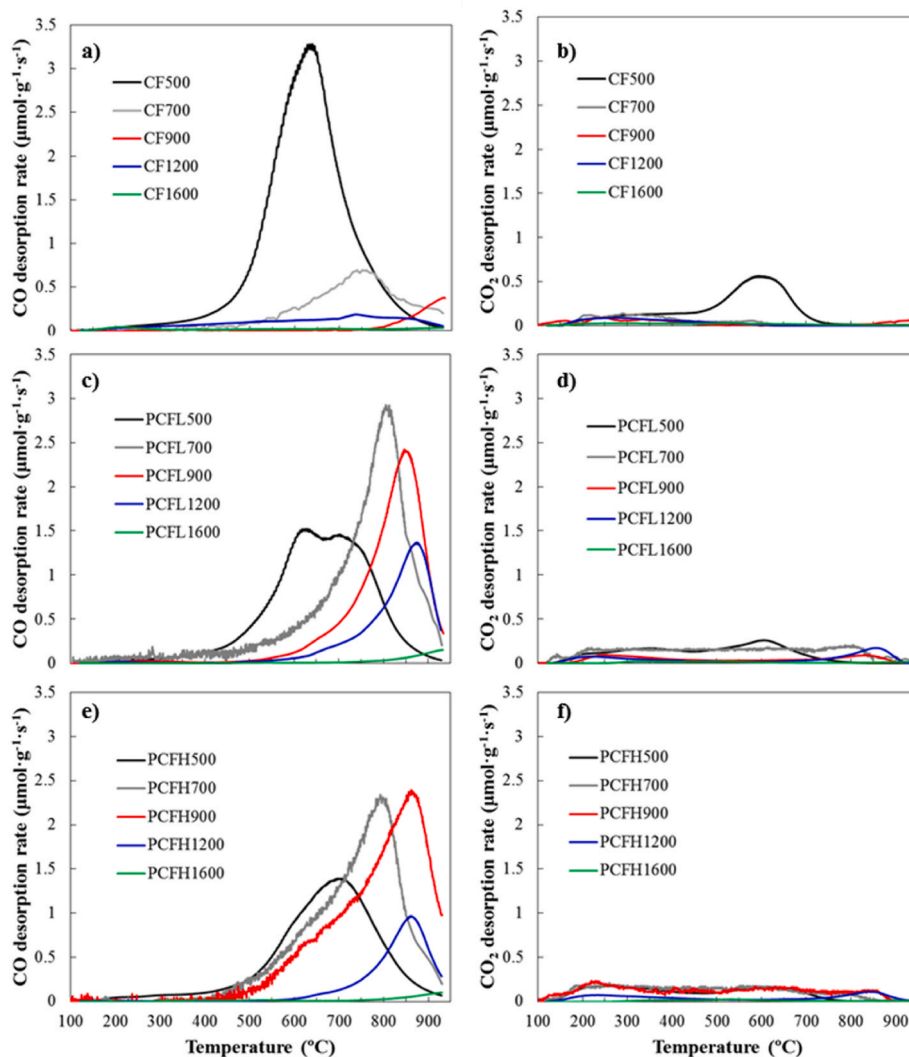 a)
3.5
3
2.5
2
1.5
1
0.5
0
CO desorption rate (µmol·g⁻¹·s⁻¹)
CF500
CF700
CF900
CF1200
CF1600
b)
3.5
3
2.5
2
1.5
1
0.5
0
CO₂ desorption rate (µmol·g⁻¹·s⁻¹)
CF500
CF700
CF900
CF1200
CF1600
c)
3.5
3
2.5
2
1.5
1
0.5
0
CO desorption rate (µmol·g⁻¹·s⁻¹)
PCFL500
PCFL700
PCFL900
PCFL1200
PCFL1600
d)
3.5
3
2.5
2
1.5
1
0.5
0
CO₂ desorption rate (µmol·g⁻¹·s⁻¹)
PCFL500
PCFL700
PCFL900
PCFL1200
PCFL1600
e)
3.5
3
2.5
2
1.5
1
0.5
0
CO desorption rate (µmol·g⁻¹·s⁻¹)
PCFH500
PCFH700
PCFH900
PCFH1200
PCFH1600
100 200 300 400 500 600 700 800 900
Temperature (ºC)
f)
3.5
3
2.5
2
1.5
1
0.5
0
CO₂ desorption rate (µmol·g⁻¹·s⁻¹)
PCFH500
PCFH700
PCFH900
PCFH1200
PCFH1600
100 200 300 400 500 600 700 800 900
Temperature (ºC)